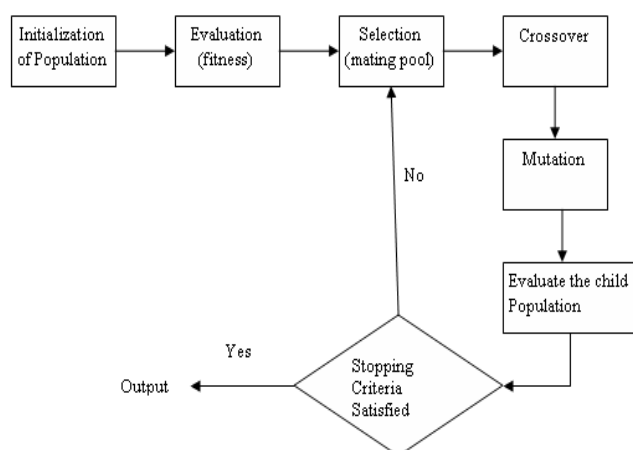 Initialization
of Population
Evaluation
(fitness)
Selection
(mating pool)
Crossover
Mutation
Evaluate the child
Population
Stopping
Criteria
Satisfied
No
Yes
Output